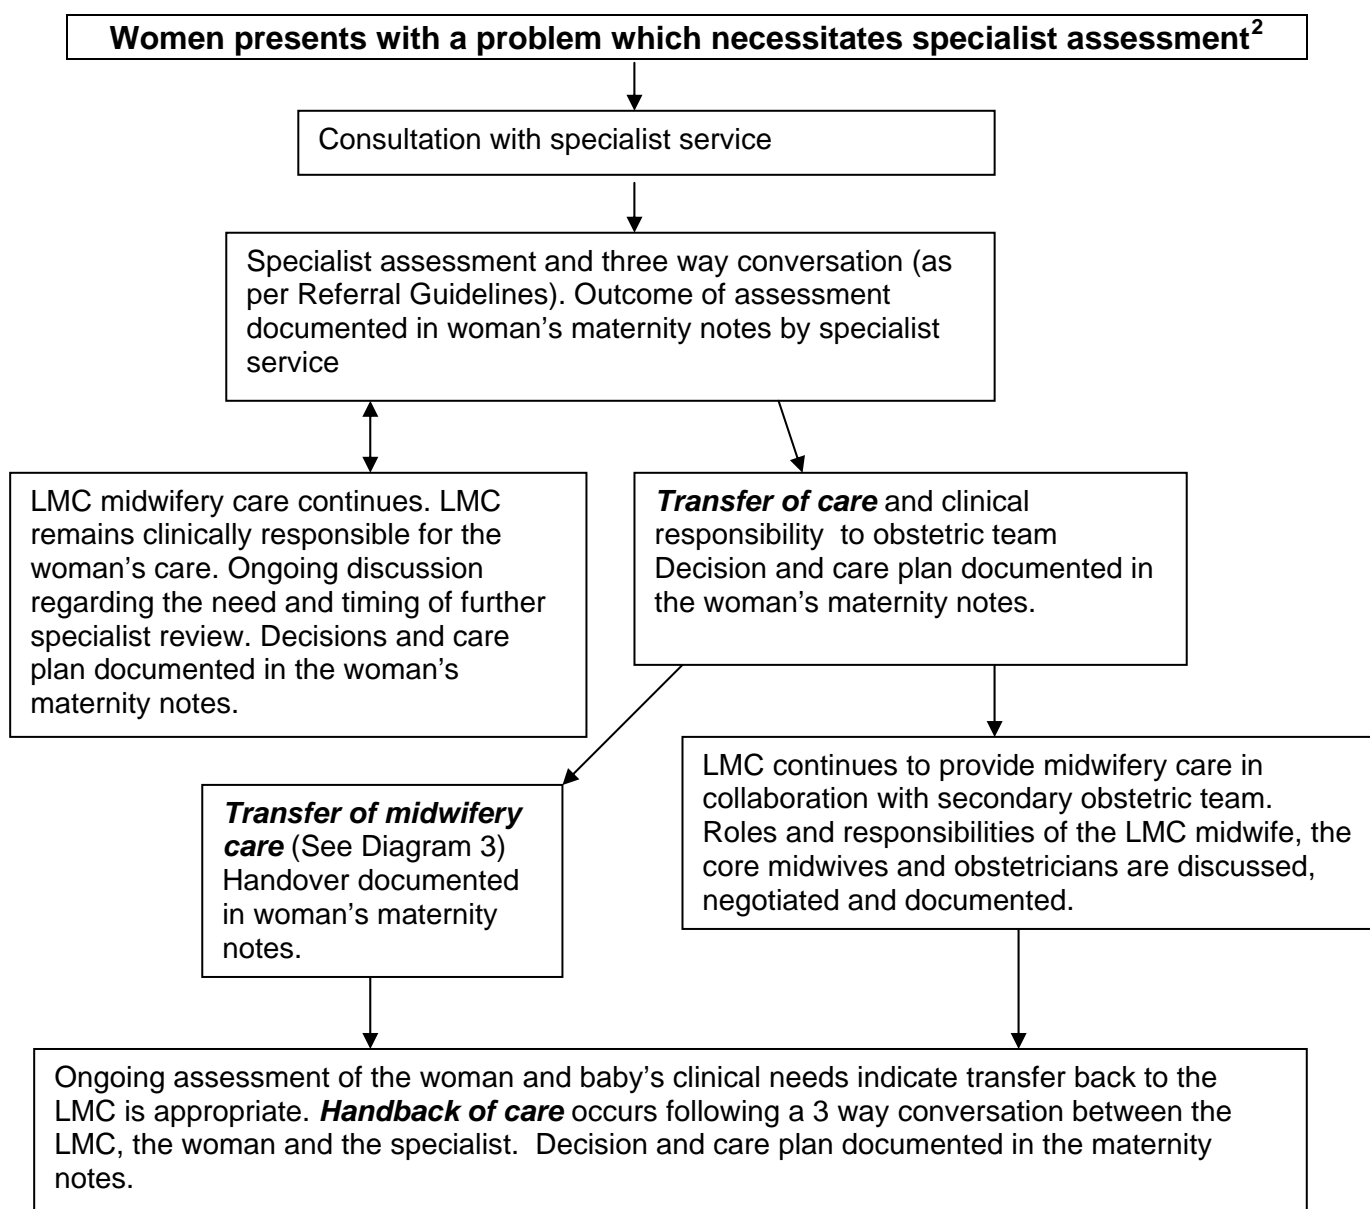 Women presents with a problem which necessitates specialist assessment2
Consultation with specialist service
Specialist assessment and three way conversation (as
per Referral Guidelines). Outcome of assessment
documented in woman’s maternity notes by specialist
service
LMC midwifery care continues. LMC
remains clinically responsible for the
woman’s care. Ongoing discussion
regarding the need and timing of further
specialist review. Decisions and care
plan documented in the woman’s
maternity notes.
Transfer of care and clinical
responsibility to obstetric team
Decision and care plan documented in
the woman’s maternity notes.
Transfer of midwifery
care (See Diagram 3)
Handover documented
in woman’s maternity
notes.
LMC continues to provide midwifery care in
collaboration with secondary obstetric team.
Roles and responsibilities of the LMC midwife, the
core midwives and obstetricians are discussed,
negotiated and documented.
Ongoing assessment of the woman and baby’s clinical needs indicate transfer back to the
LMC is appropriate. Handback of care occurs following a 3 way conversation between the
LMC, the woman and the specialist. Decision and care plan documented in the maternity
notes.